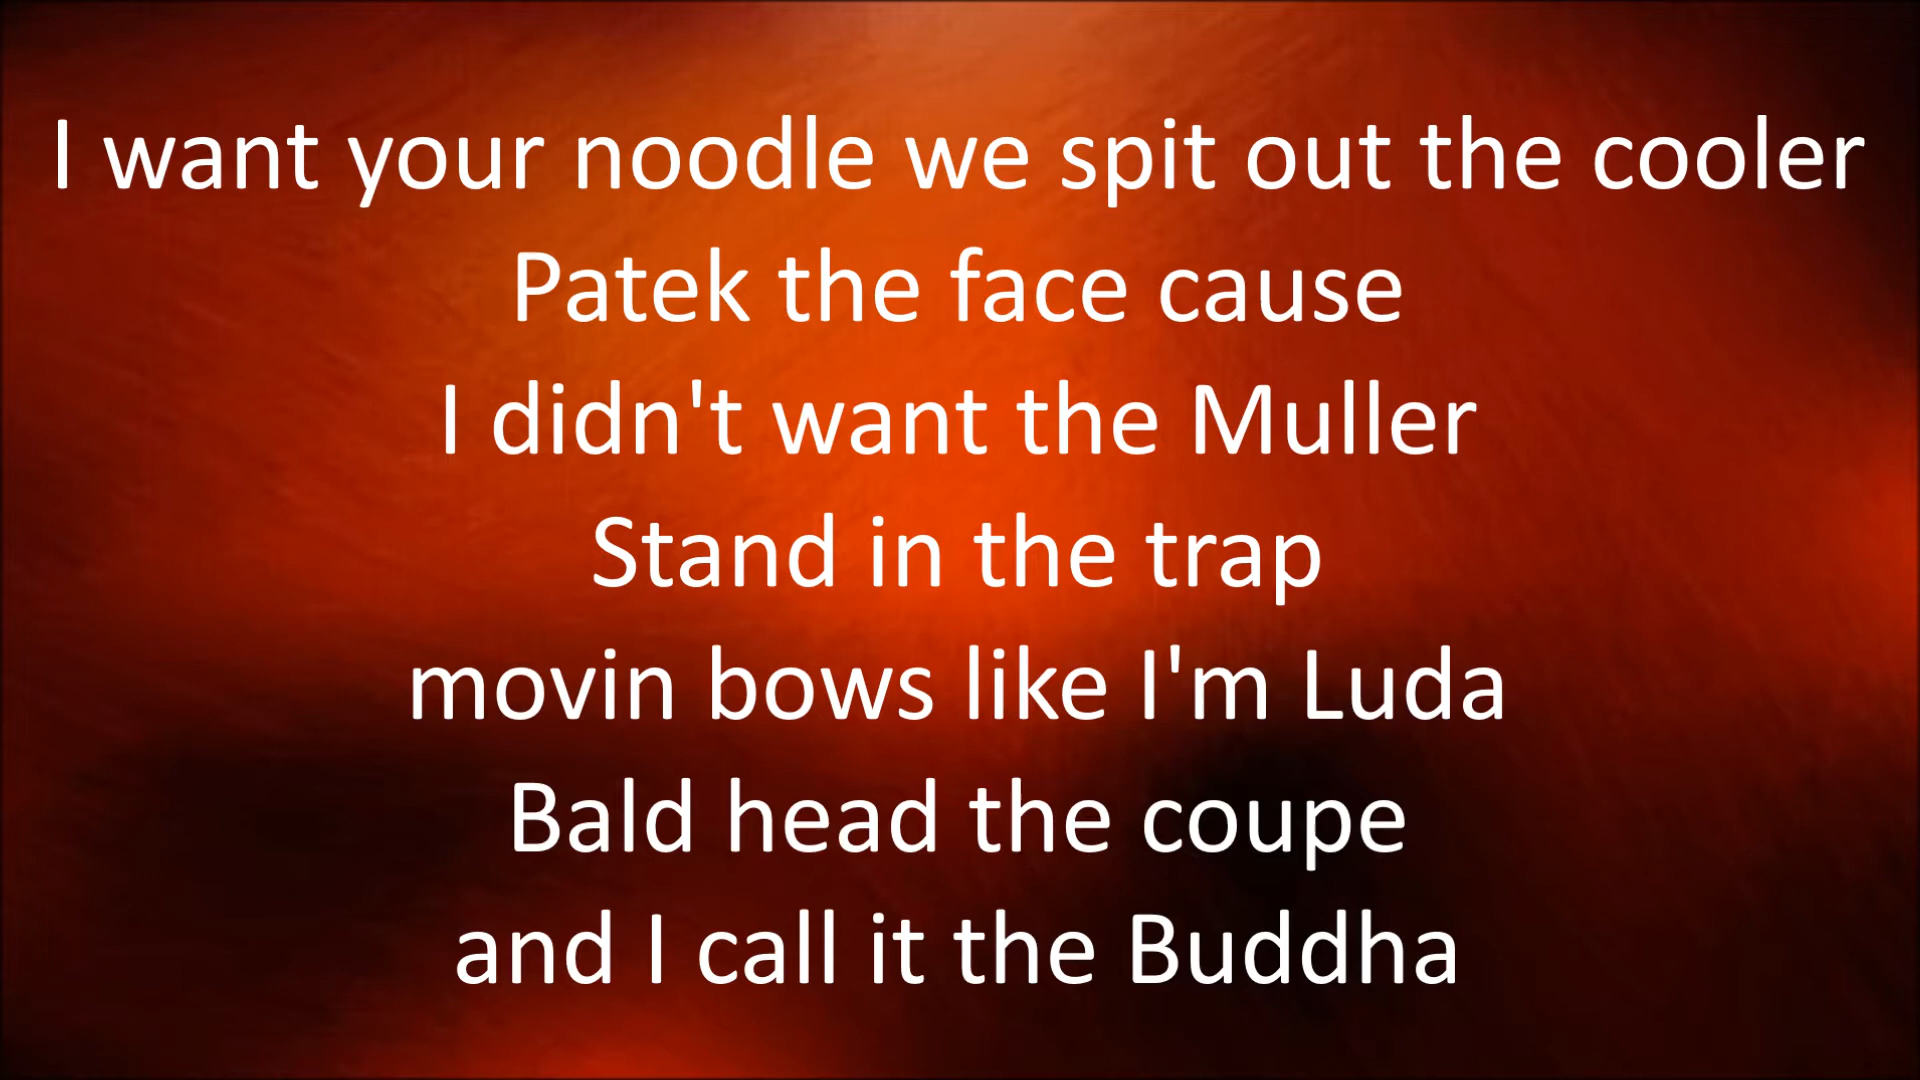 I want your noodle we spit out the cooler
Patek the face cause
I didn't want the Muller
Stand in the trap
movin bows like I'm Luda
Bald head the coupe
and I call it the Buddha